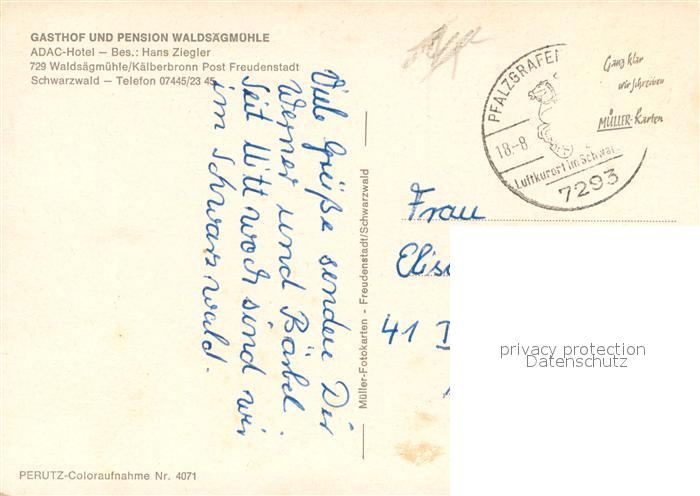 GASTHOF UND PENSION WALDSÄGMÜHLE
ADAC-Hotel — Bes.: Hans Ziegler
729 Waldsägmühle/Kälberbronn Post Freudenstadt
Schwarzwald — Telefon 07445/23 45
Viele Grüße senden Dir
Werner und Bärbel.
Seit Mittwoch sind wir
im Schwarzwald.
Müller-Fotokarten - Freudenstadt/Schwarzwald
PERUTZ-Coloraufnahme Nr. 4071
PFALZGRAFEN
18.-8
Luftkurort im Schwar
7293
Ganz klar
wir schreiben
MÜLLER-Karten
Frau
Elis
41 D
privacy protection
Datenschutz